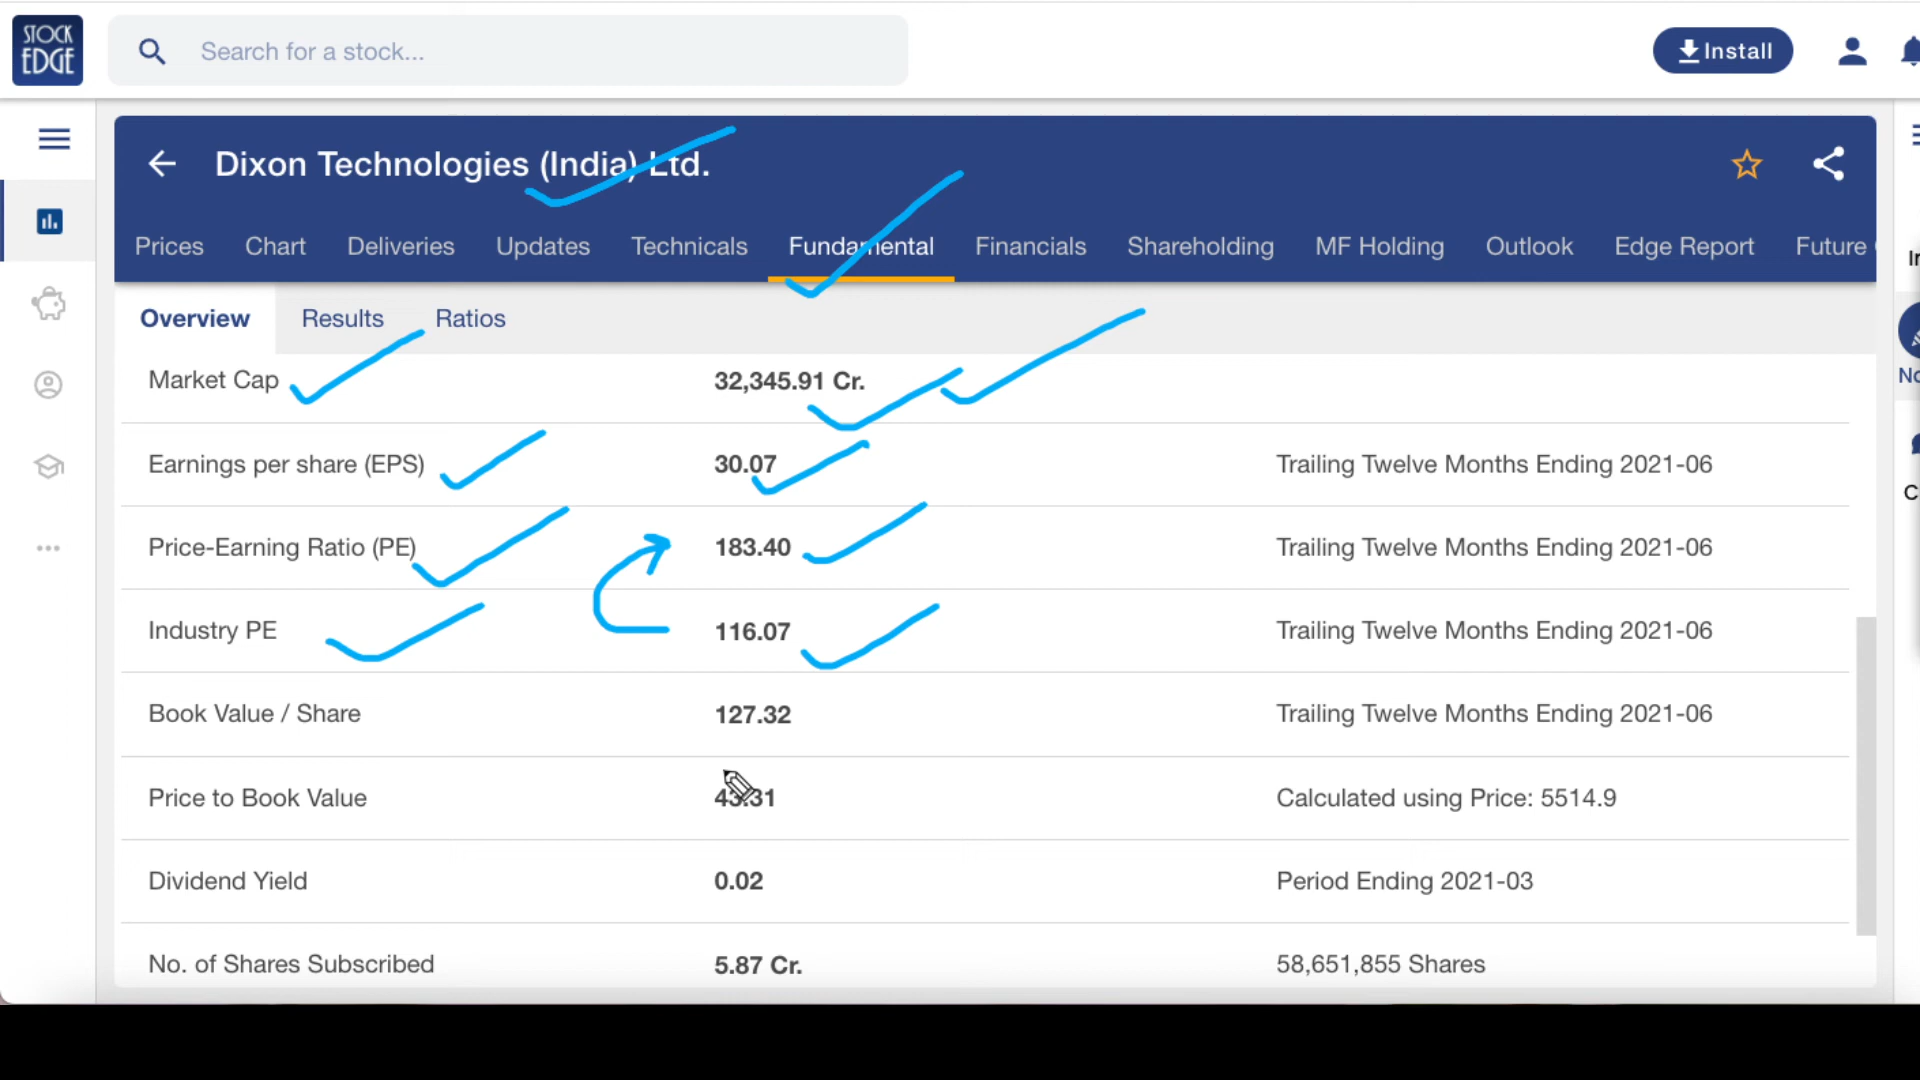 STOCK
EDGE
Search for a stock...
Install
Dixon Technologies (India) Ltd.
Prices Chart Deliveries Updates Technicals Fundamental Financials Shareholding MF Holding Outlook Edge Report Future
Overview Results Ratios
Market Cap 32,345.91 Cr.
Earnings per share (EPS) 30.07 Trailing Twelve Months Ending 2021-06
Price-Earning Ratio (PE) 183.40 Trailing Twelve Months Ending 2021-06
Industry PE 116.07 Trailing Twelve Months Ending 2021-06
Book Value / Share 127.32 Trailing Twelve Months Ending 2021-06
Price to Book Value 43.31 Calculated using Price: 5514.9
Dividend Yield 0.02 Period Ending 2021-03
No. of Shares Subscribed 5.87 Cr. 58,651,855 Shares